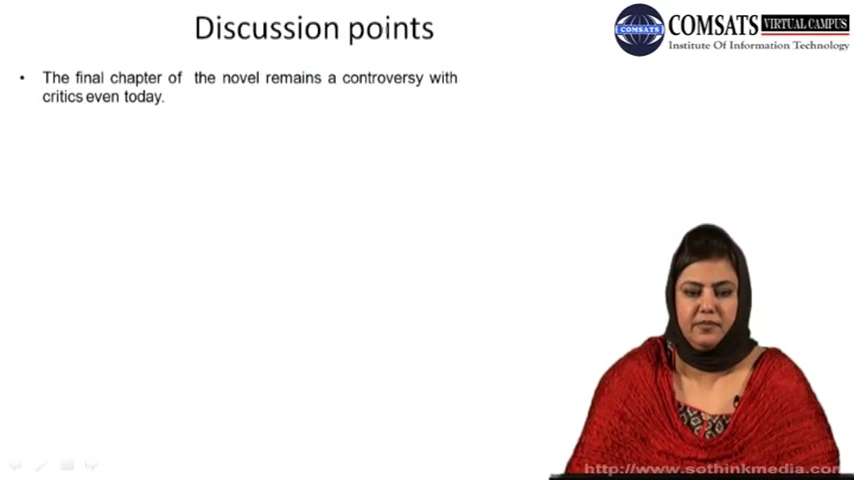 Discussion points
COMSATS VIRTUAL CAMPUS
COMSATS
Institute Of Information Technology
• The final chapter of the novel remains a controversy with
critics even today.
http://www.sothinkmedia.com/